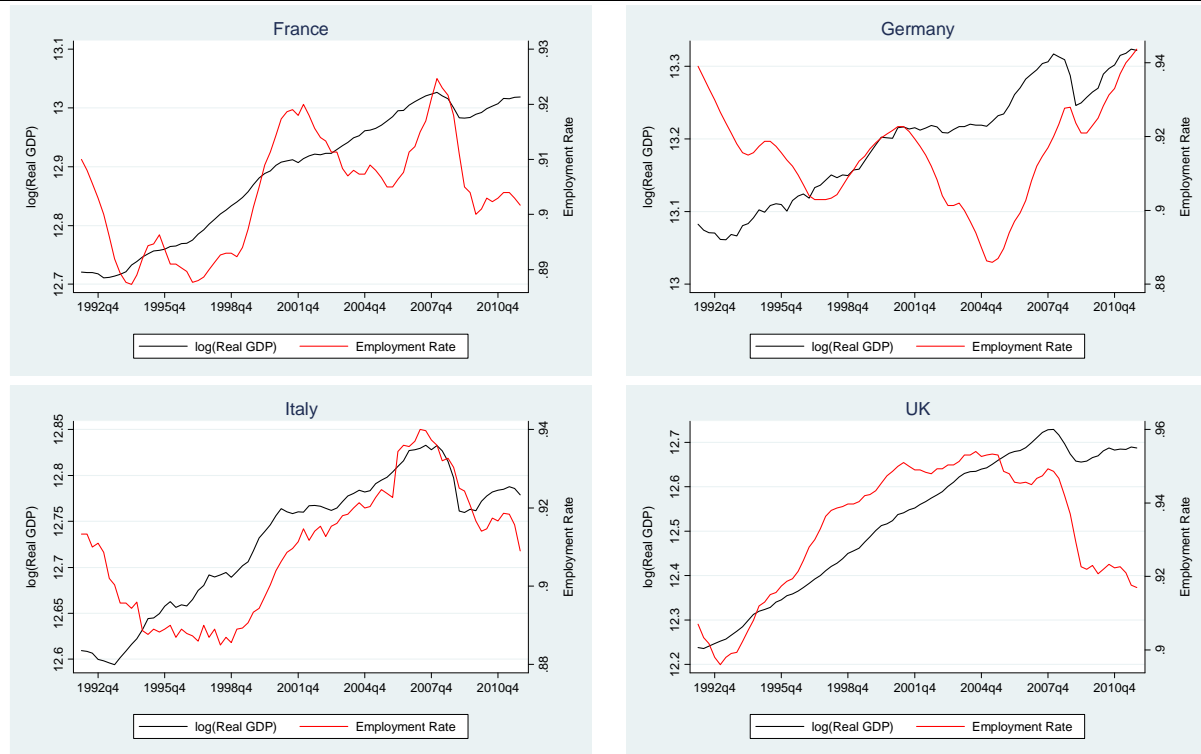 France
13.1
13
12.9
12.8
12.7
log(Real GDP)
.93
.92
.91
.9
.89
Employment Rate
1992q4 1995q4 1998q4 2001q4 2004q4 2007q4 2010q4
log(Real GDP) Employment Rate
Germany
13.3
13.2
13.1
13
log(Real GDP)
.94
.92
.9
.88
Employment Rate
1992q4 1995q4 1998q4 2001q4 2004q4 2007q4 2010q4
log(Real GDP) Employment Rate
Italy
12.85
12.8
12.75
12.7
12.65
12.6
log(Real GDP)
.94
.92
.9
.88
Employment Rate
1992q4 1995q4 1998q4 2001q4 2004q4 2007q4 2010q4
log(Real GDP) Employment Rate
UK
12.7
12.6
12.5
12.4
12.3
12.2
log(Real GDP)
.96
.94
.92
.9
Employment Rate
1992q4 1995q4 1998q4 2001q4 2004q4 2007q4 2010q4
log(Real GDP) Employment Rate